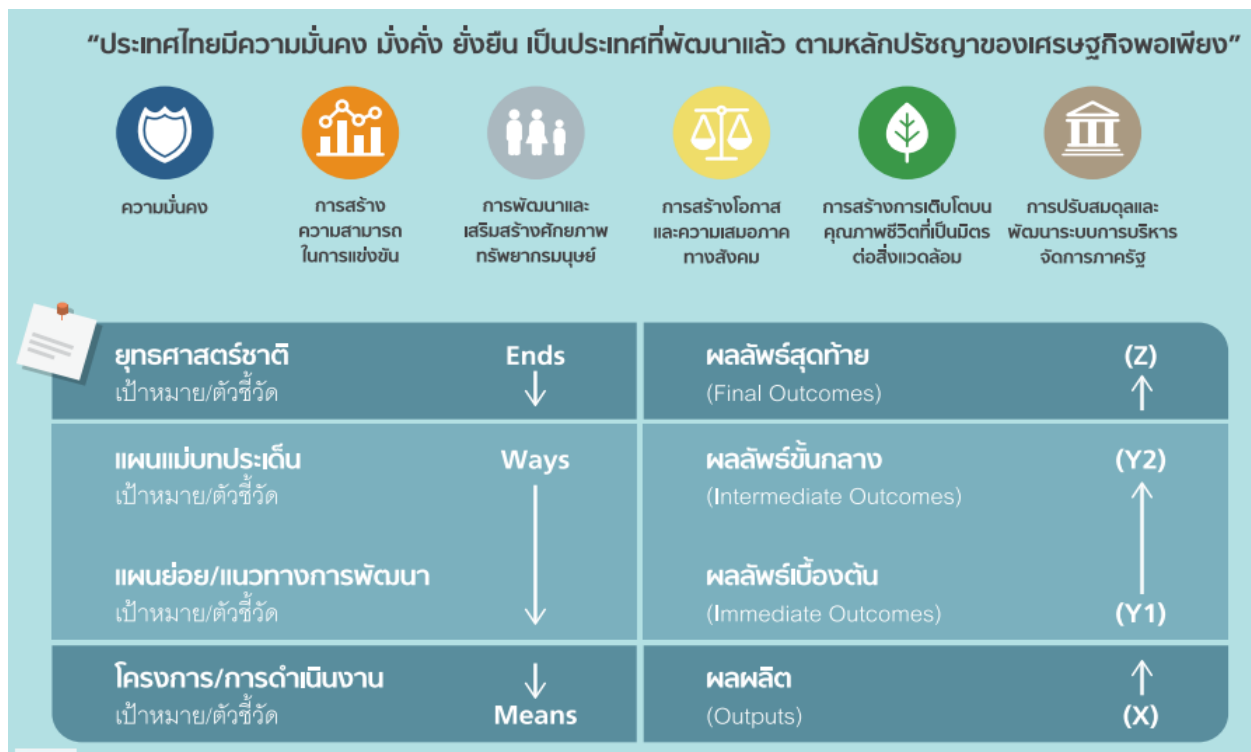 “ประเทศไทยมีความมั่นคง มั่งคั่ง ยั่งยืน เป็นประเทศที่พัฒนาแล้ว ตามหลักปรัชญาของเศรษฐกิจพอเพียง”
ความมั่นคง
การสร้าง
ความสามารถ
ในการแข่งขัน
การพัฒนาและ
เสริมสร้างศักยภาพ
ทรัพยากรมนุษย์
การสร้างโอกาส
และความเสมอภาค
ทางสังคม
การสร้างการเติบโตบน
คุณภาพชีวิตที่เป็นมิตร
ต่อสิ่งแวดล้อม
การปรับสมดุลและ
พัฒนาระบบการบริหาร
จัดการภาครัฐ
ยุทธศาสตร์ชาติ Ends
เป้าหมาย/ตัวชี้วัด
ผลลัพธ์สุดท้าย (Z)
(Final Outcomes)
แผนแม่บทประเด็น Ways
เป้าหมาย/ตัวชี้วัด
ผลลัพธ์ขั้นกลาง (Y2)
(Intermediate Outcomes)
แผนย่อย/แนวทางการพัฒนา
เป้าหมาย/ตัวชี้วัด
ผลลัพธ์เบื้องต้น
(Immediate Outcomes) (Y1)
โครงการ/การดำเนินงาน
เป้าหมาย/ตัวชี้วัด Means
ผลผลิต
(Outputs) (X)